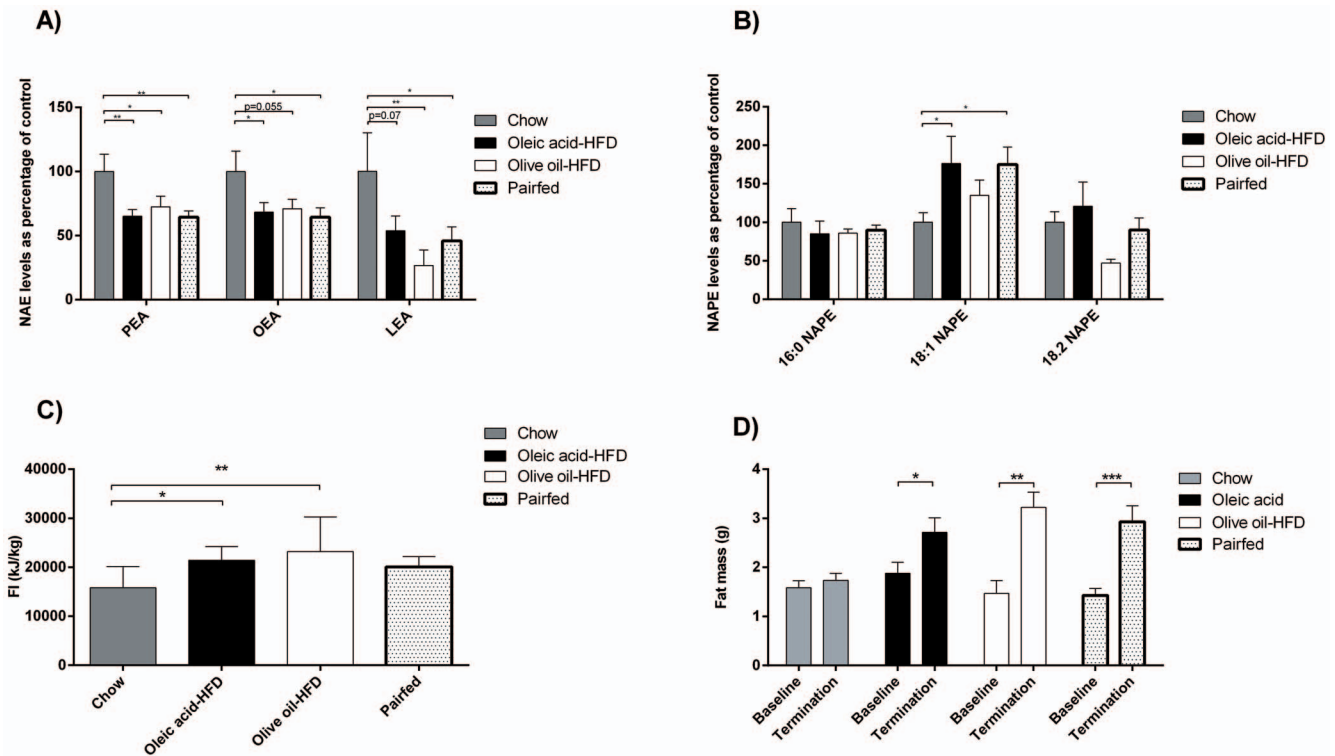 A)
NAE levels as percentage of control
150
100
50
0
**
*
**
*
p=0.055
*
*
**
p=0.07
PEA
OEA
LEA
Chow
Oleic acid-HFD
Olive oil-HFD
Pairfed
B)
NAPE levels as percentage of control
250
200
150
100
50
0
*
*
16:0 NAPE
18:1 NAPE
18.2 NAPE
Chow
Oleic acid-HFD
Olive oil-HFD
Pairfed
C)
FI (kJ/kg)
40000
30000
20000
10000
0
**
*
Chow
Oleic acid-HFD
Olive oil-HFD
Pairfed
Chow
Oleic acid-HFD
Olive oil-HFD
Pairfed
D)
Fat mass (g)
4
3
2
1
0
*
**
***
Baseline
Termination
Baseline
Termination
Baseline
Termination
Baseline
Termination
Chow
Oleic acid
Olive oil-HFD
Pairfed